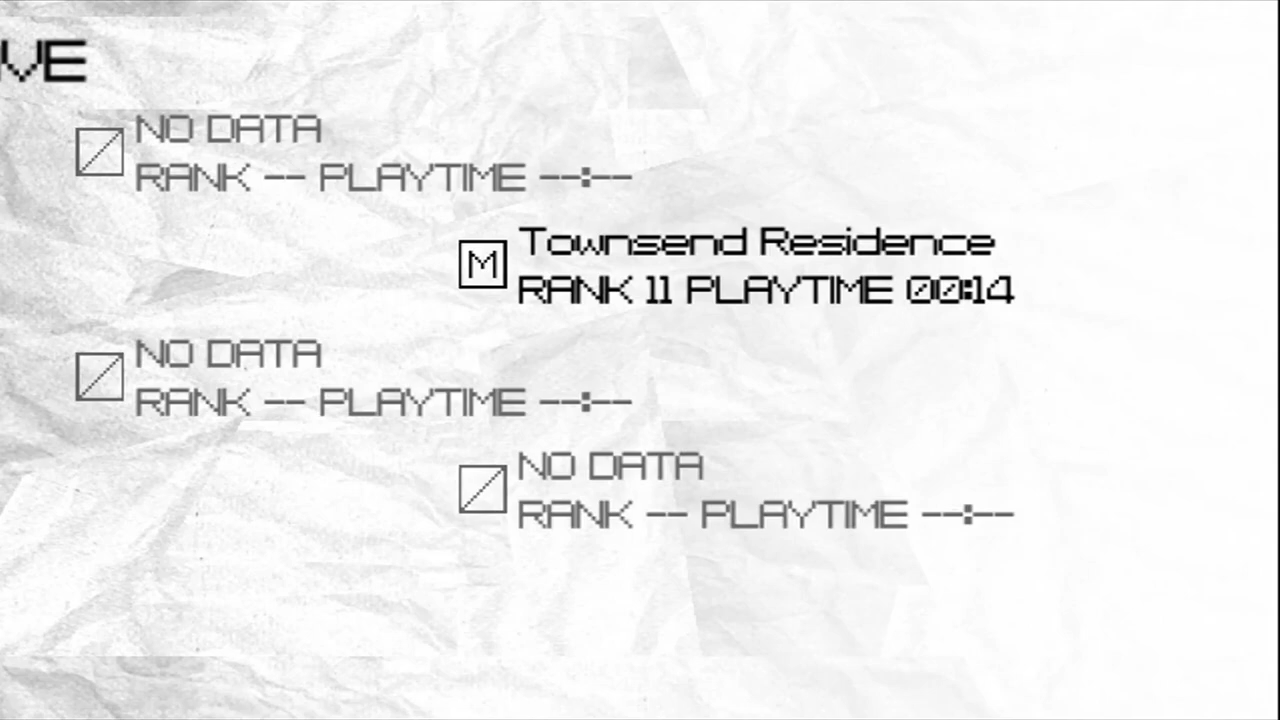 VE
NO DATA
RANK -- PLAYTIME --:--
M
Townsend Residence
RANK 11 PLAYTIME 00:14
NO DATA
RANK -- PLAYTIME --:--
NO DATA
RANK -- PLAYTIME --:--